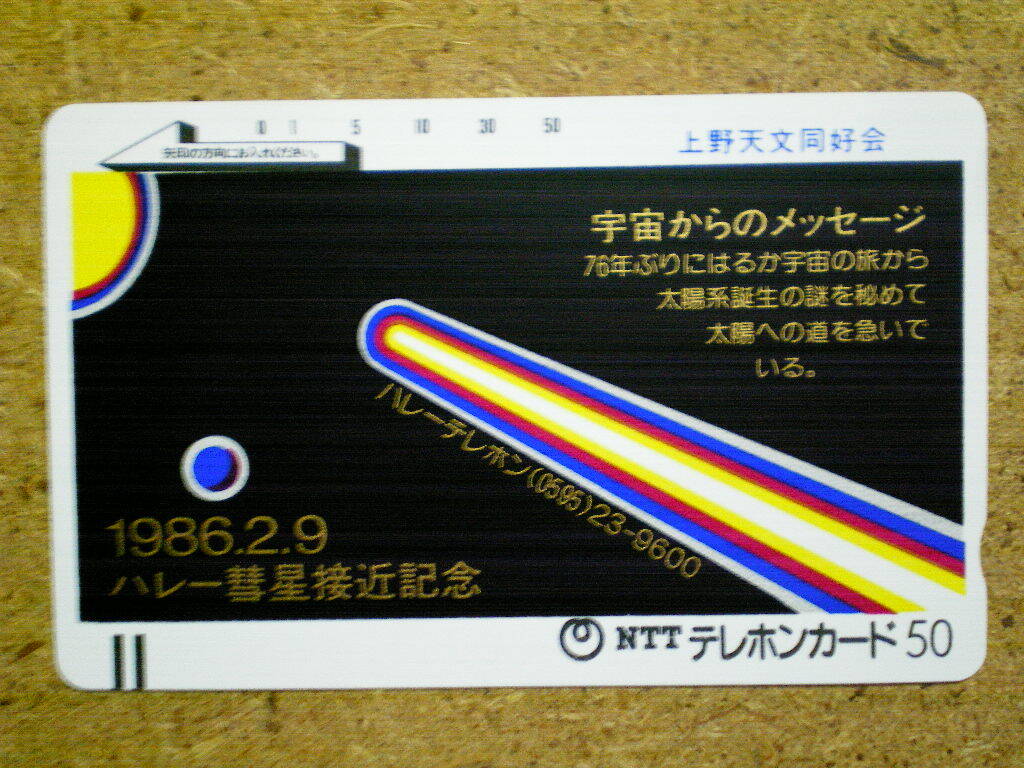 0 1 5 10 30 50
矢印の方向にお入れください。
上野天文同好会
宇宙からのメッセージ
76年ぶりにはるか宇宙の旅から
太陽系誕生の謎を秘めて
太陽への道を急いで
いる。
ハレーテレホン(0595)23-9600
1986.2.9
ハレー彗星接近記念
NTT テレホンカード 50